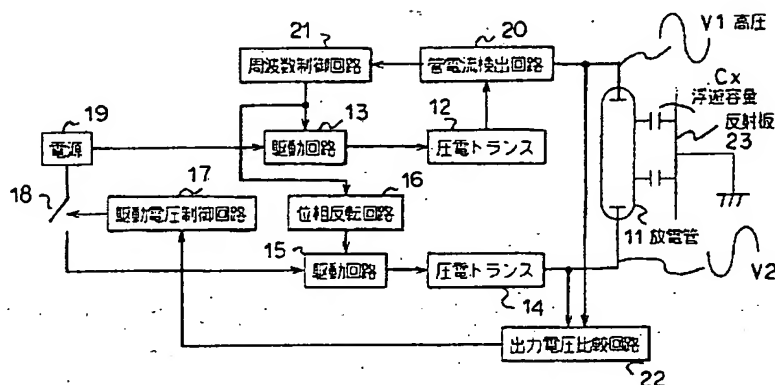 21
20
V1 高圧
周波数制御回路
管電流検出回路
Cx
浮遊容量
反射板
23
19
13
12
電源
駆動回路
圧電トランス
18
17
16
駆動電圧制御回路
位相反転回路
11 放電管
15
駆動回路
圧電トランス
14
V2
出力電圧比較回路
22